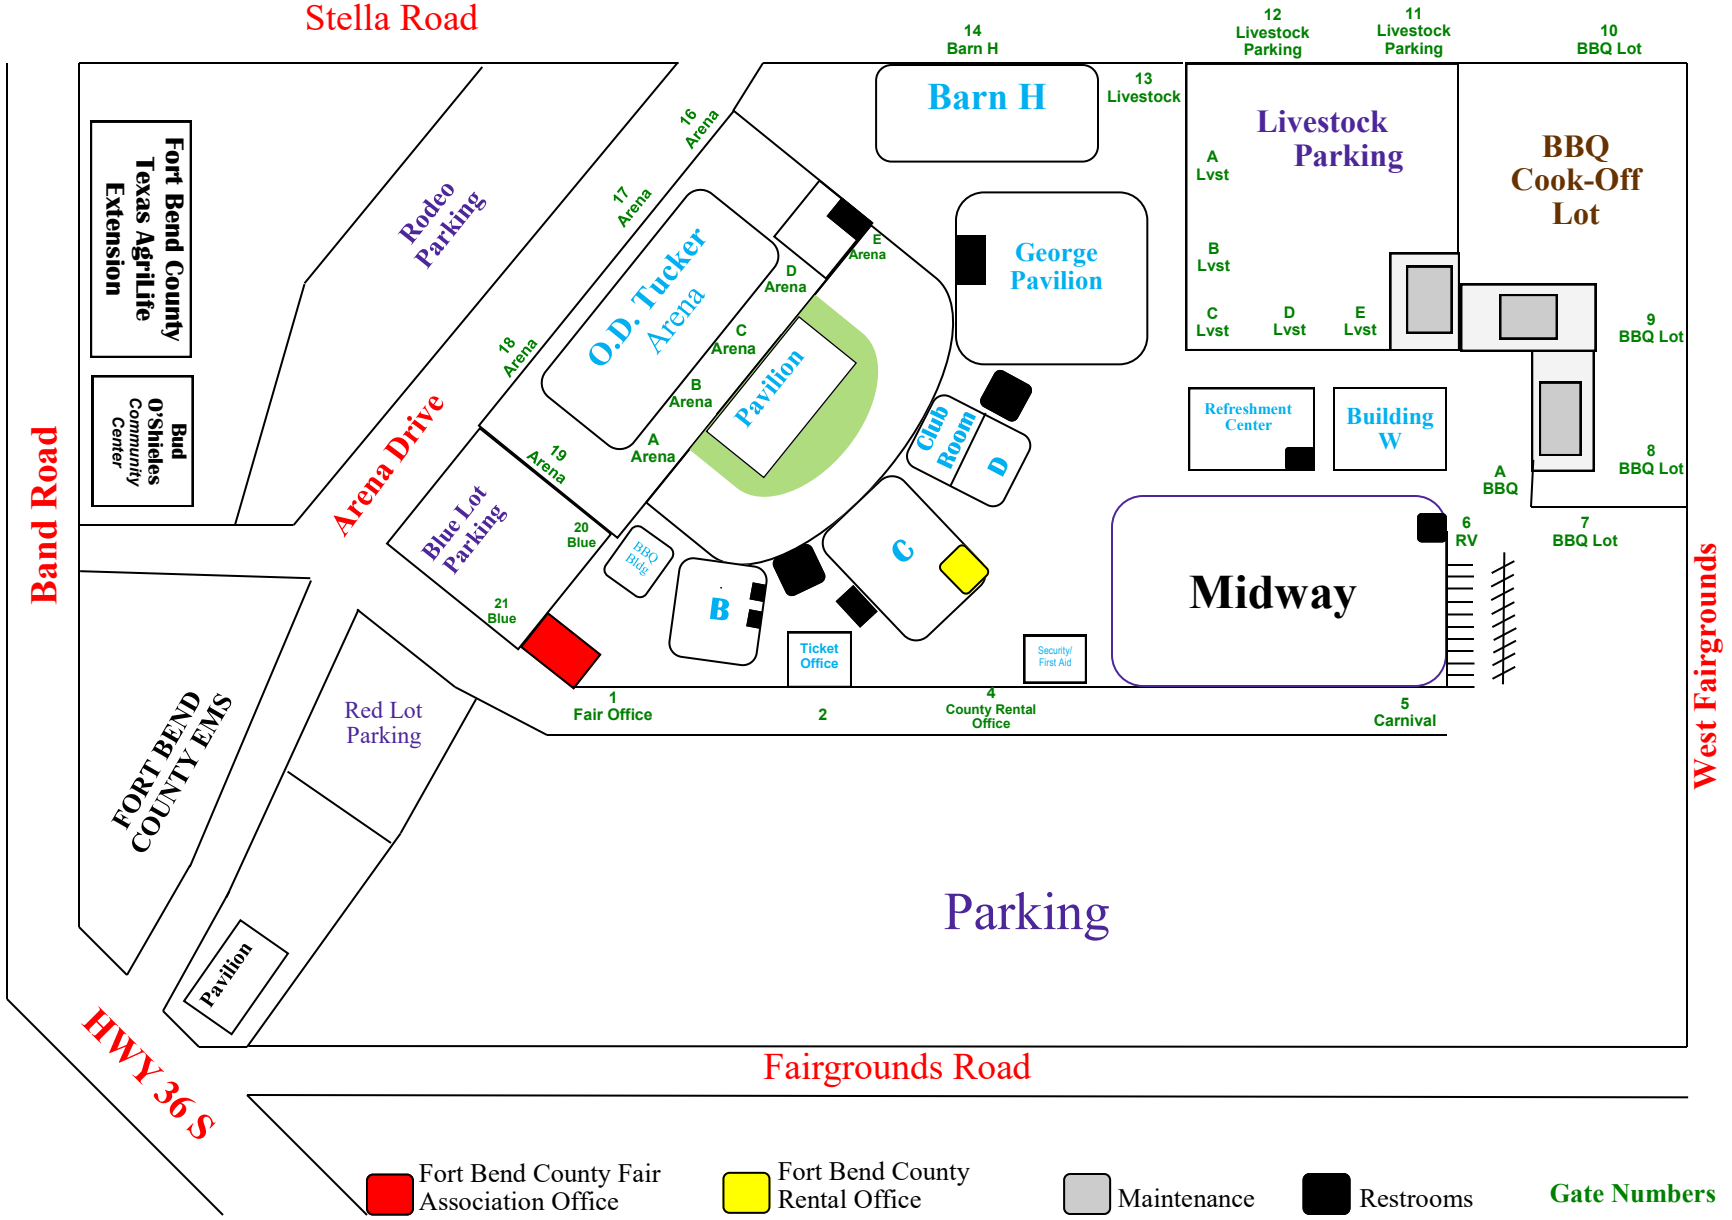 Stella Road
14
Barn H
12
Livestock
Parking
11
Livestock
Parking
10
BBQ Lot
13
Livestock
Barn H
Livestock
Parking
BBQ
Cook-Off
Lot
A
Lvst
B
Lvst
C
Lvst
D
Lvst
E
Lvst
9
BBQ Lot
8
BBQ Lot
7
BBQ Lot
A
BBQ
6
RV
Fort Bend County
Texas AgriLife
Extension
Bud
O'Shieles
Community
Center
Rodeo
Parking
16
Arena
17
Arena
18
Arena
19
Arena
O.D. Tucker
Arena
E
Arena
D
Arena
C
Arena
B
Arena
A
Arena
Pavilion
George
Pavilion
Club
Room
D
Refreshment
Center
Building
W
Band Road
Arena Drive
Blue Lot
Parking
20
Blue
21
Blue
BBQ
Bldg
B
C
Ticket
Office
Security/
First Aid
Midway
West Fairgrounds
1
Fair Office
2
4
County Rental
Office
5
Carnival
FORT BEND
COUNTY EMS
Red Lot
Parking
Pavilion
Parking
HWY 36 S
Fairgrounds Road
Fort Bend County Fair
Association Office
Fort Bend County
Rental Office
Maintenance
Restrooms
Gate Numbers